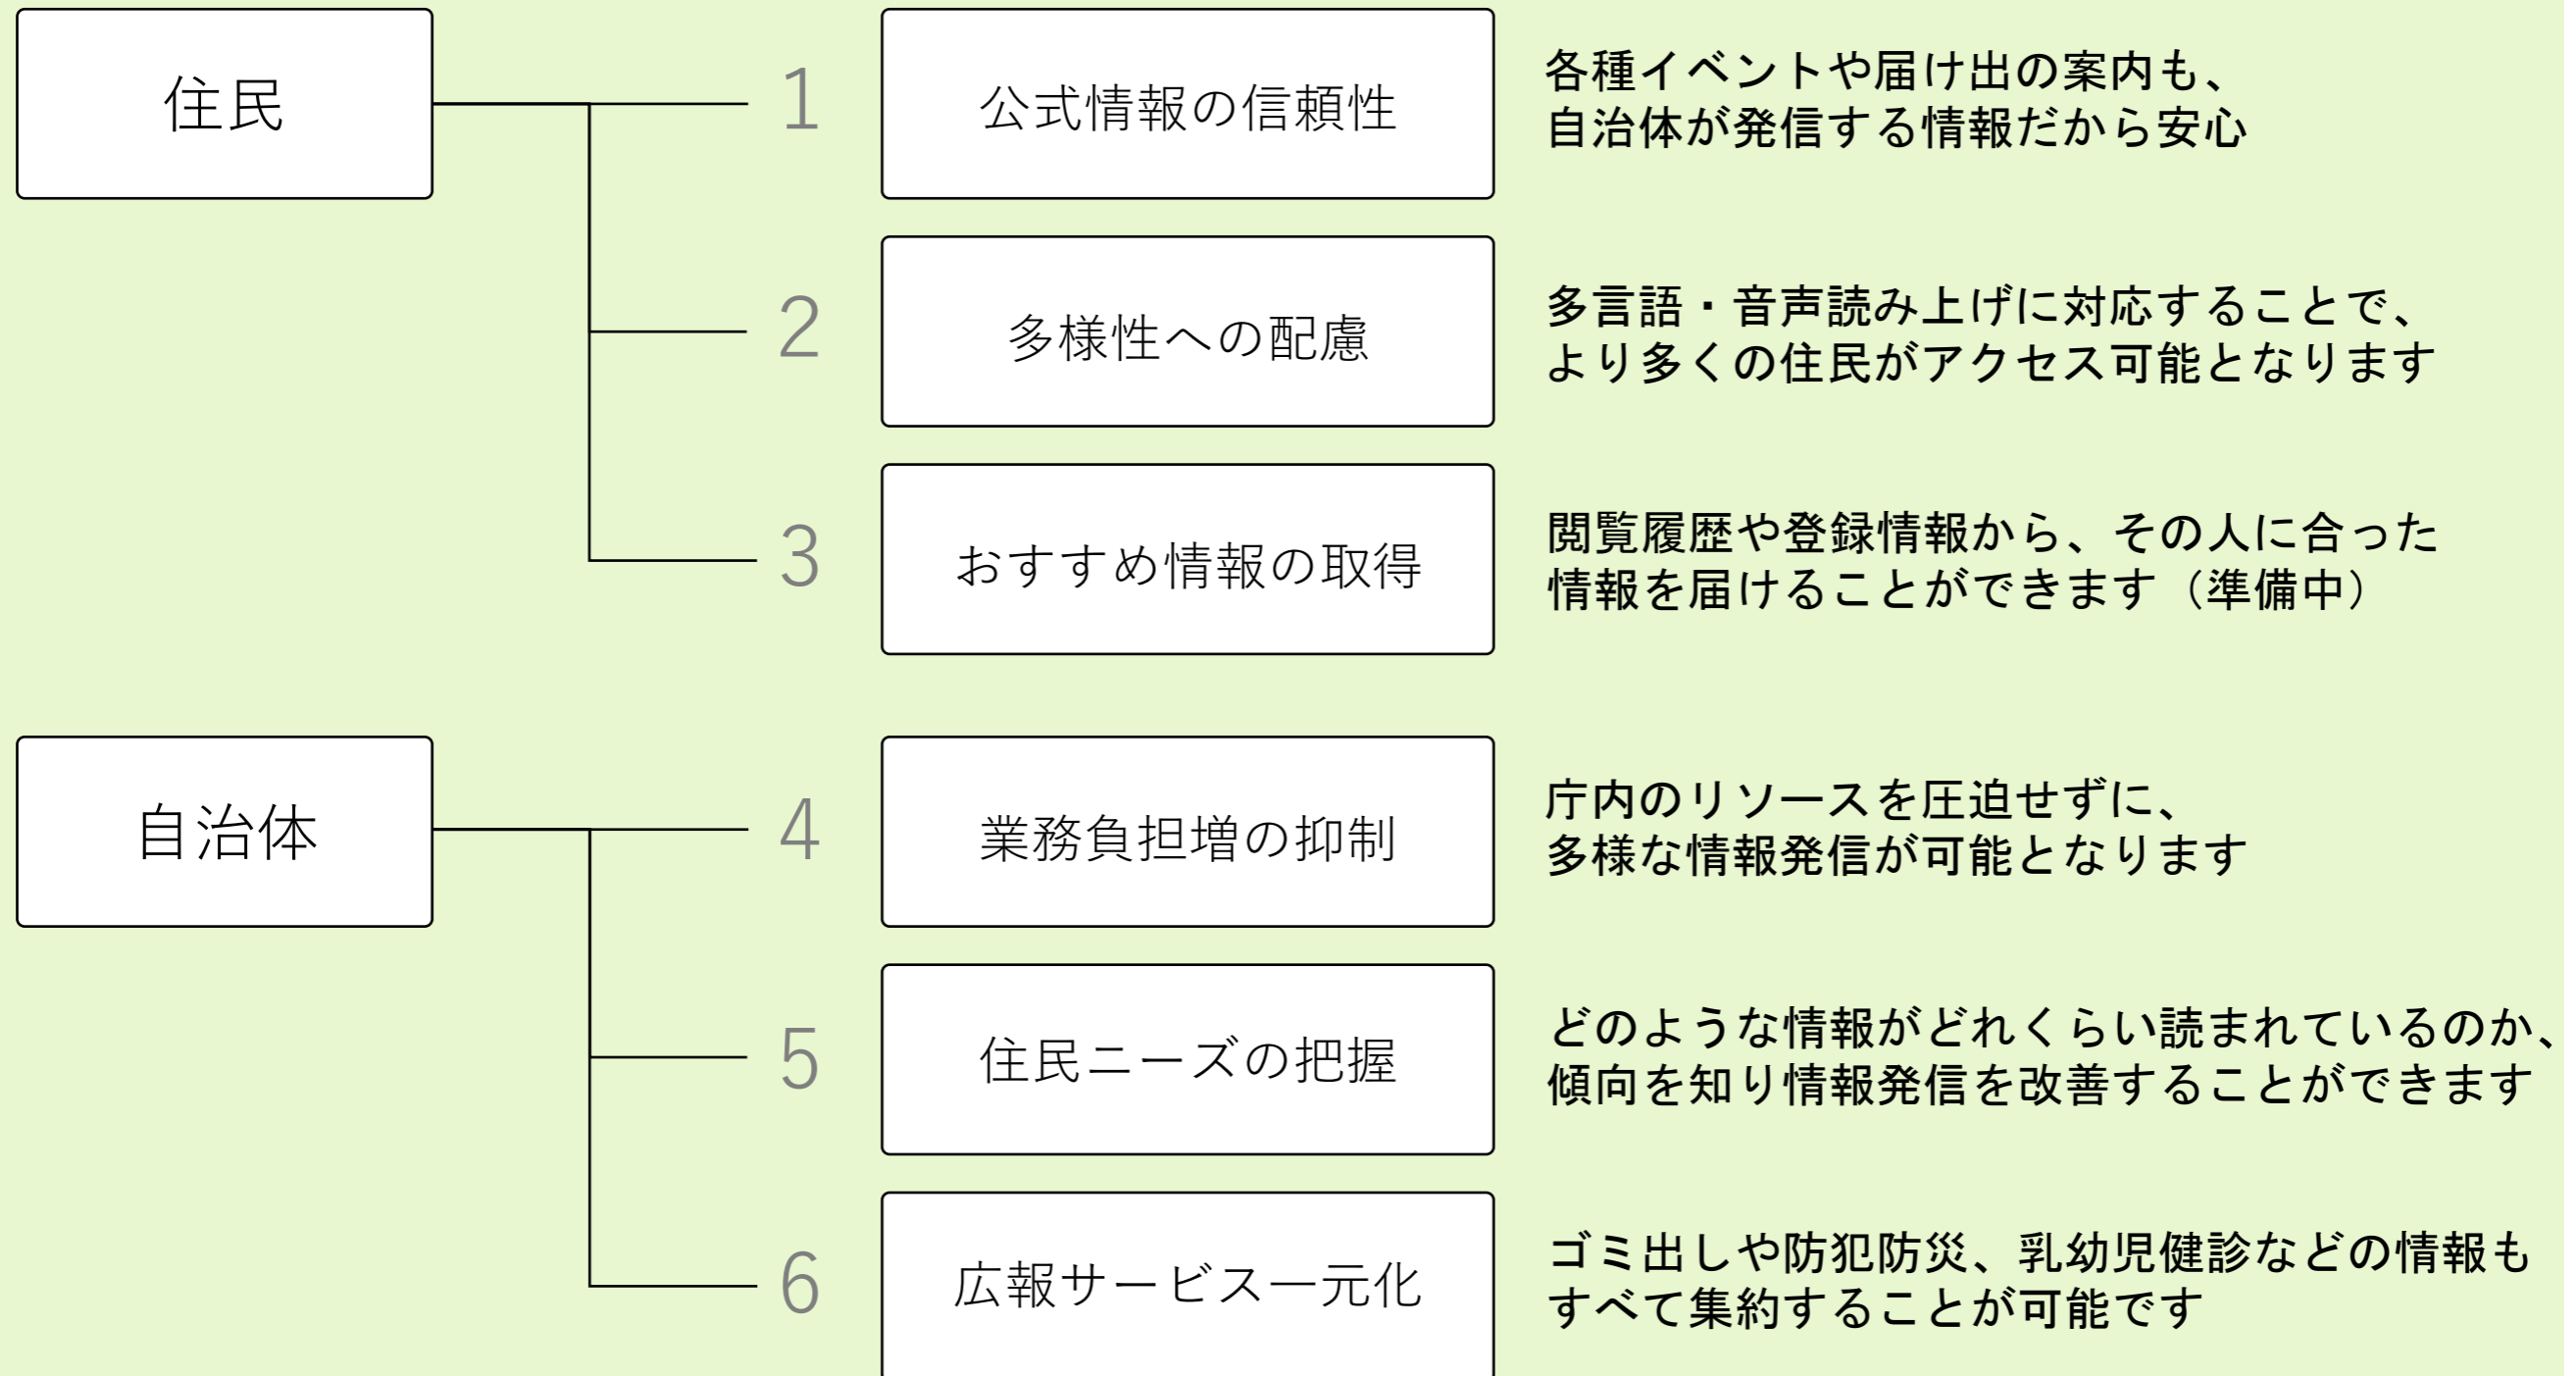 住民
1
公式情報の信頼性
各種イベントや届け出の案内も、
自治体が発信する情報だから安心
2
多様性への配慮
多言語・音声読み上げに対応することで、
より多くの住民がアクセス可能となります
3
おすすめ情報の取得
閲覧履歴や登録情報から、その人に合った
情報を届けることができます（準備中）
自治体
4
業務負担増の抑制
庁内のリソースを圧迫せずに、
多様な情報発信が可能となります
5
住民ニーズの把握
どのような情報がどれくらい読まれているのか、
傾向を知り情報発信を改善することができます
6
広報サービス一元化
ゴミ出しや防犯防災、乳幼児健診などの情報も
すべて集約することが可能です